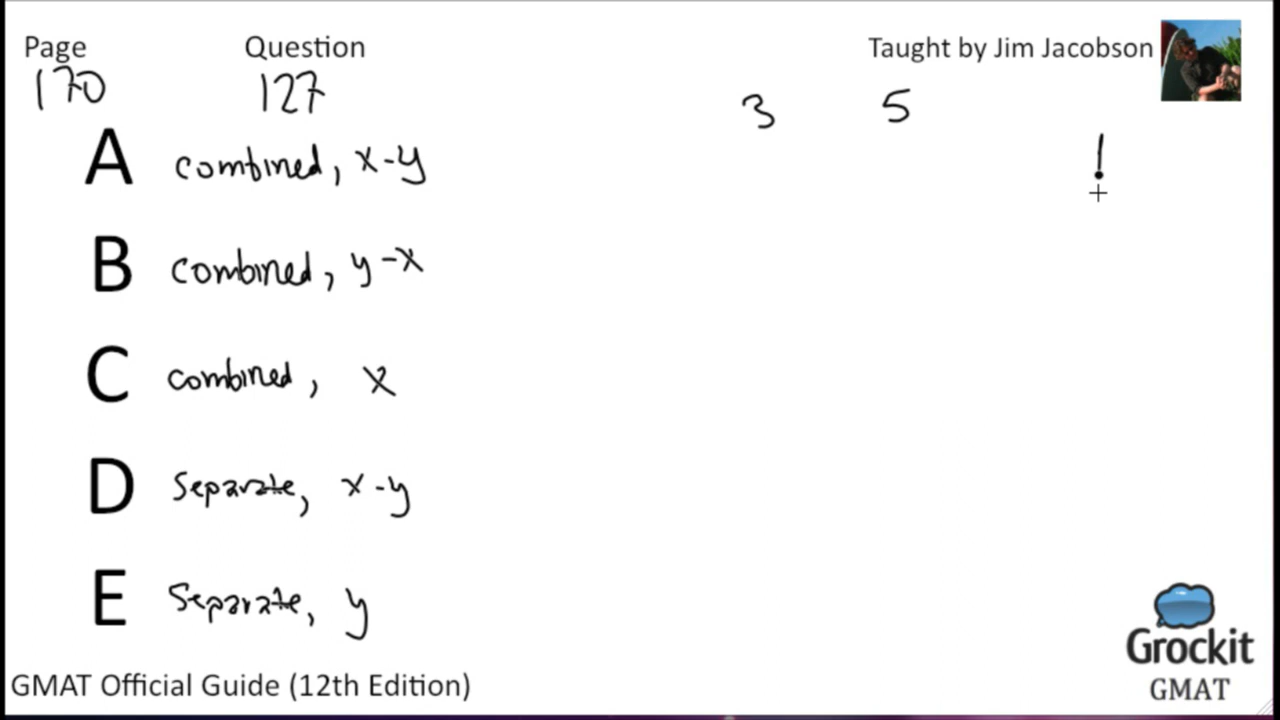 Page Question Taught by Jim Jacobson
170 127 3 5
!
A combined, x-y
B combined, y-x
C combined, x
D Separate, x-y
E Separate, y
Grockit
GMAT
GMAT Official Guide (12th Edition)